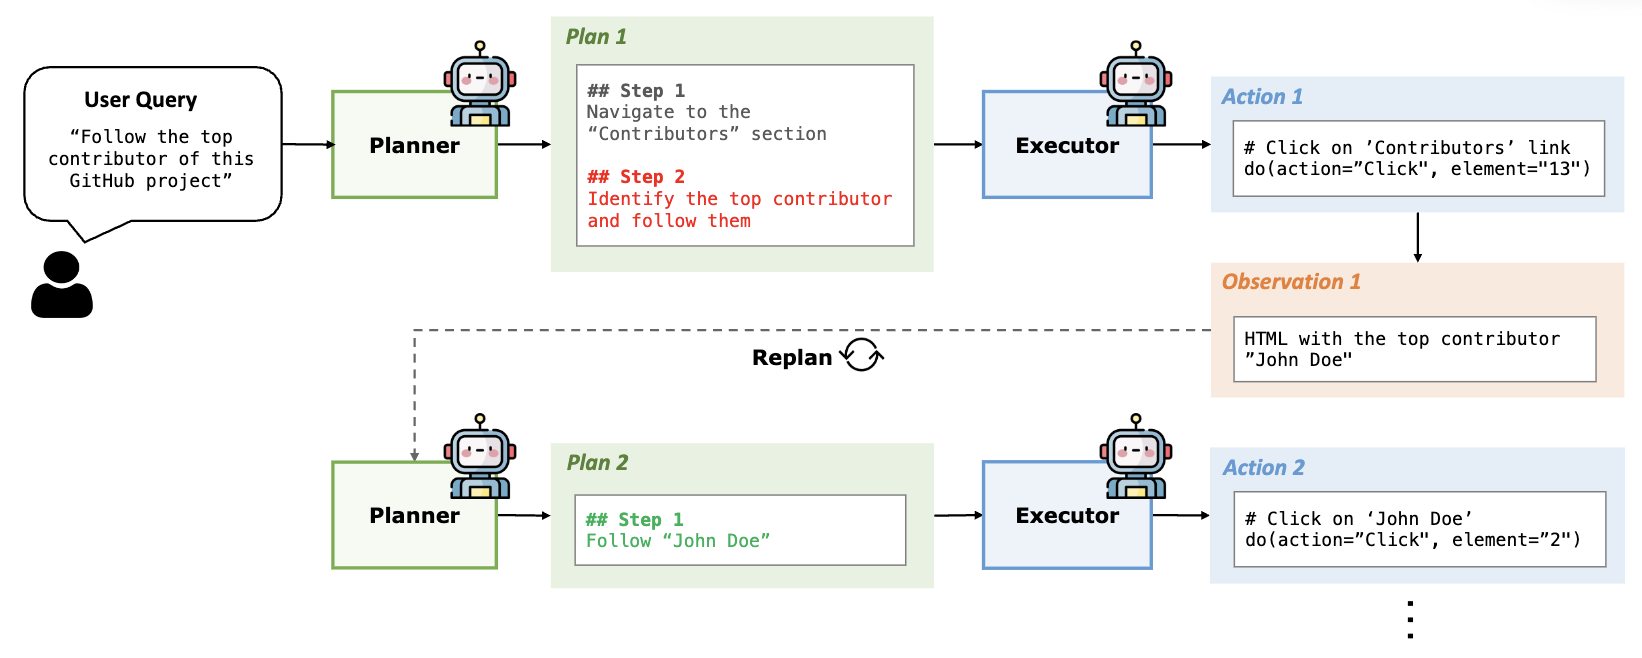 User Query
“Follow the top
contributor of this
GitHub project”
Planner
Plan 1
## Step 1
Navigate to the
“Contributors” section
## Step 2
Identify the top contributor
and follow them
Executor
Action 1
# Click on ’Contributors’ link
do(action=”Click", element="13")
Observation 1
HTML with the top contributor
”John Doe"
Replan
Planner
Plan 2
## Step 1
Follow “John Doe”
Executor
Action 2
# Click on ‘John Doe’
do(action=”Click", element=”2")